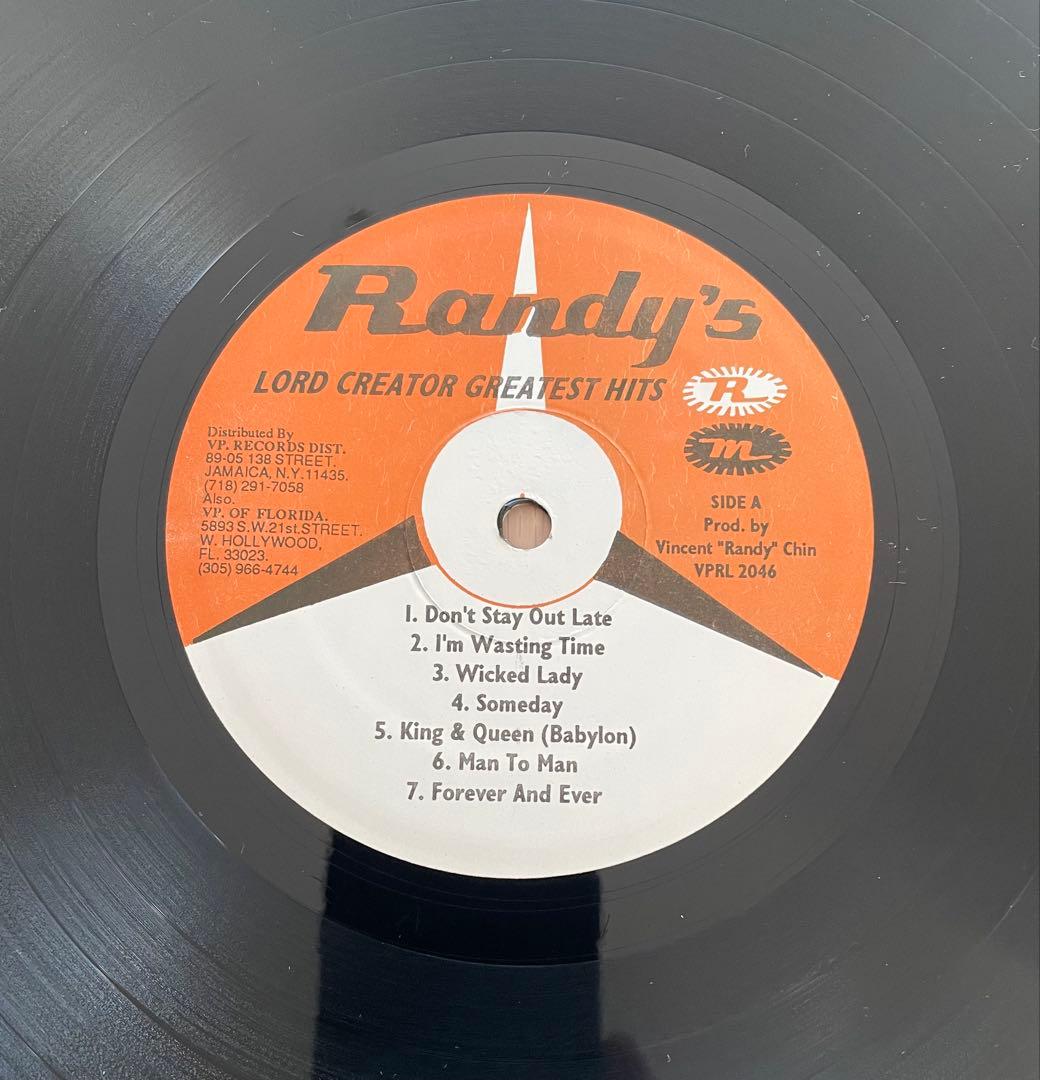 Randy's
LORD CREATOR GREATEST HITS
R
m
Distributed By
VP. RECORDS DIST.
89-05 138 STREET.
JAMAICA, N.Y.11435.
(718) 291-7058
Also.
VP. OF FLORIDA.
5893 S.W.21st.STREET.
W. HOLLYWOOD,
FL. 33023.
(305) 966-4744
SIDE A
Prod. by
Vincent "Randy" Chin
VPRL 2046
1. Don't Stay Out Late
2. I'm Wasting Time
3. Wicked Lady
4. Someday
5. King & Queen (Babylon)
6. Man To Man
7. Forever And Ever